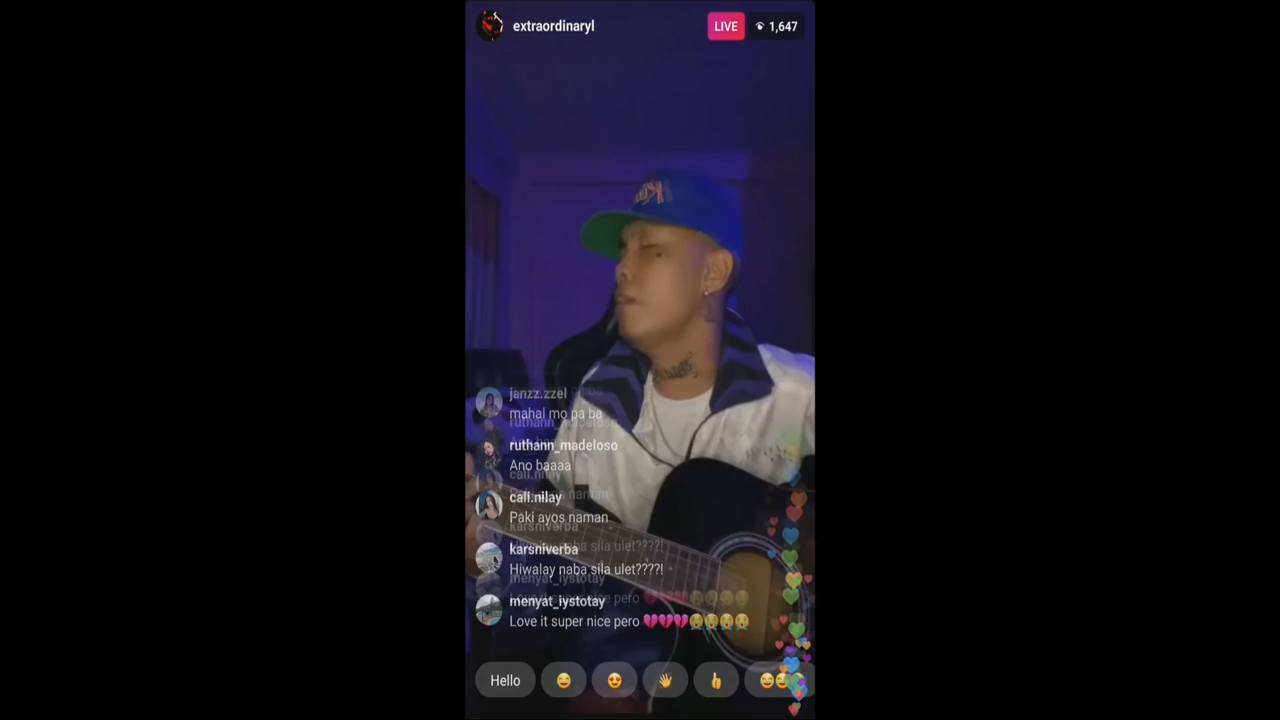 extraordinaryl
LIVE
1,647
janzz.zzel
mahal mo pa ba
ruthann_madeloso
Ano baaaa
cali.nilay
Paki ayos naman
karsniverba
Hiwalay naba sila ulet????!
menyat_iystotay
Love it super nice pero 💔💔💔😭😭😭😭
Hello